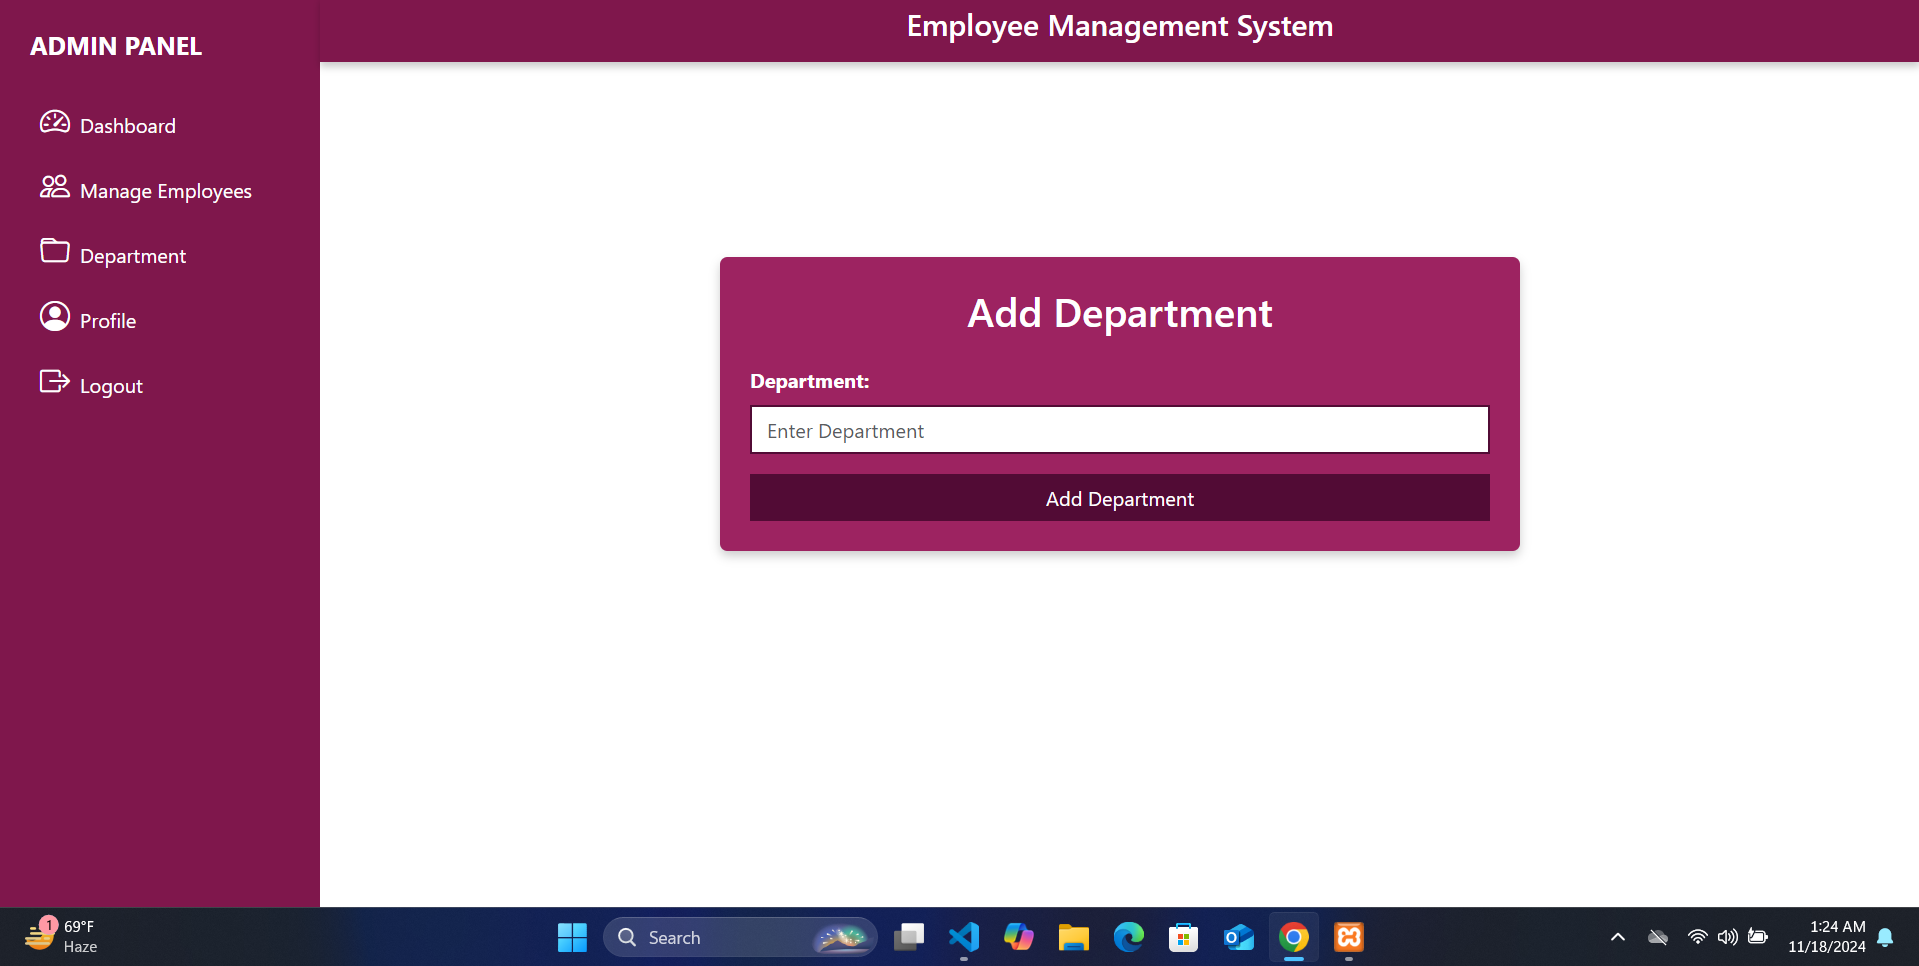 ADMIN PANEL
Dashboard
Manage Employees
Department
Profile
Logout
Employee Management System
Add Department
Department:
Enter Department
Add Department
1
69°F
Haze
Search
1:24 AM
11/18/2024